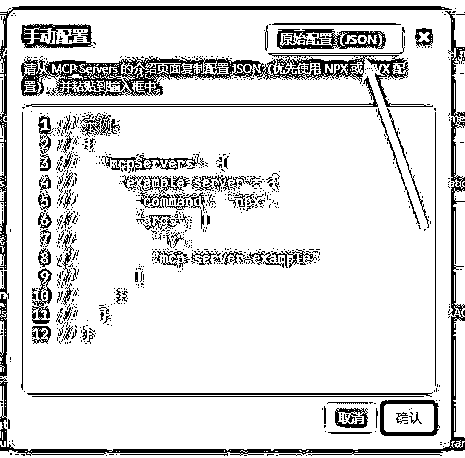 手动配置
原始配置 (JSON)
MCP Servers 的介绍页面复制配置 JSON (优先使用 NPX 或 配
置), 并粘贴到输入框中。
1 // 示例:
2 // {
3 // "mcpServers": {
4 // "example-server": {
5 // "command": "npx",
6 // "args": [
7 // "-y",
8 // "mcp-server-example"
9 // ]
10 // }
11 // }
12 // }
取消
确认